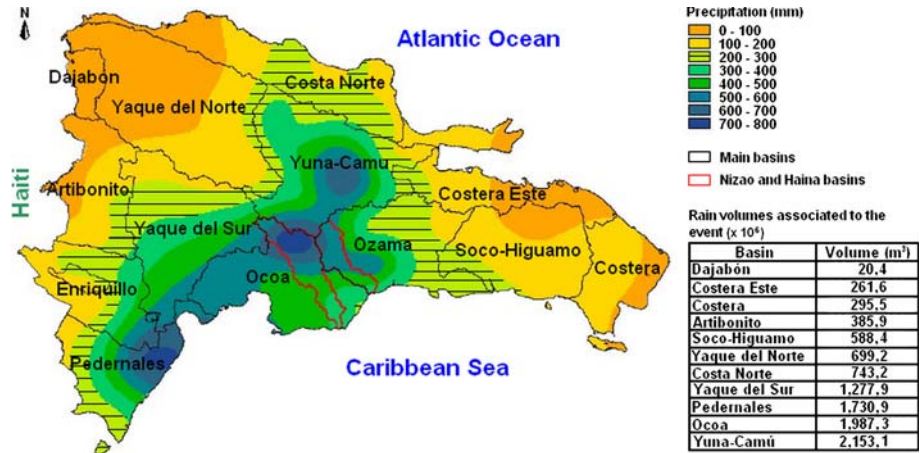 N
Atlantic Ocean
Dajabón
Yaque del Norte
Costa Norte
Yuna-Camu
Haiti
Artibonito
Costera Este
Yaque del Sur
Ozama
Soco-Higuamo
Costera
Enriquillo
Ocoa
Pedernales
Caribbean Sea
Precipitation (mm)
0 - 100
100 - 200
200 - 300
300 - 400
400 - 500
500 - 600
600 - 700
700 - 800
Main basins
Nizao and Haina basins
Rain volumes associated to the
event (x 10⁶)
Basin Volume (m³)
Dajabón 20,4
Costera Este 261,6
Costera 295,5
Artibonito 385,9
Soco-Higuamo 588,4
Yaque del Norte 699,2
Costa Norte 743,2
Yaque del Sur 1,277,9
Pedernales 1,730,9
Ocoa 1,987,3
Yuna-Camú 2,153,1